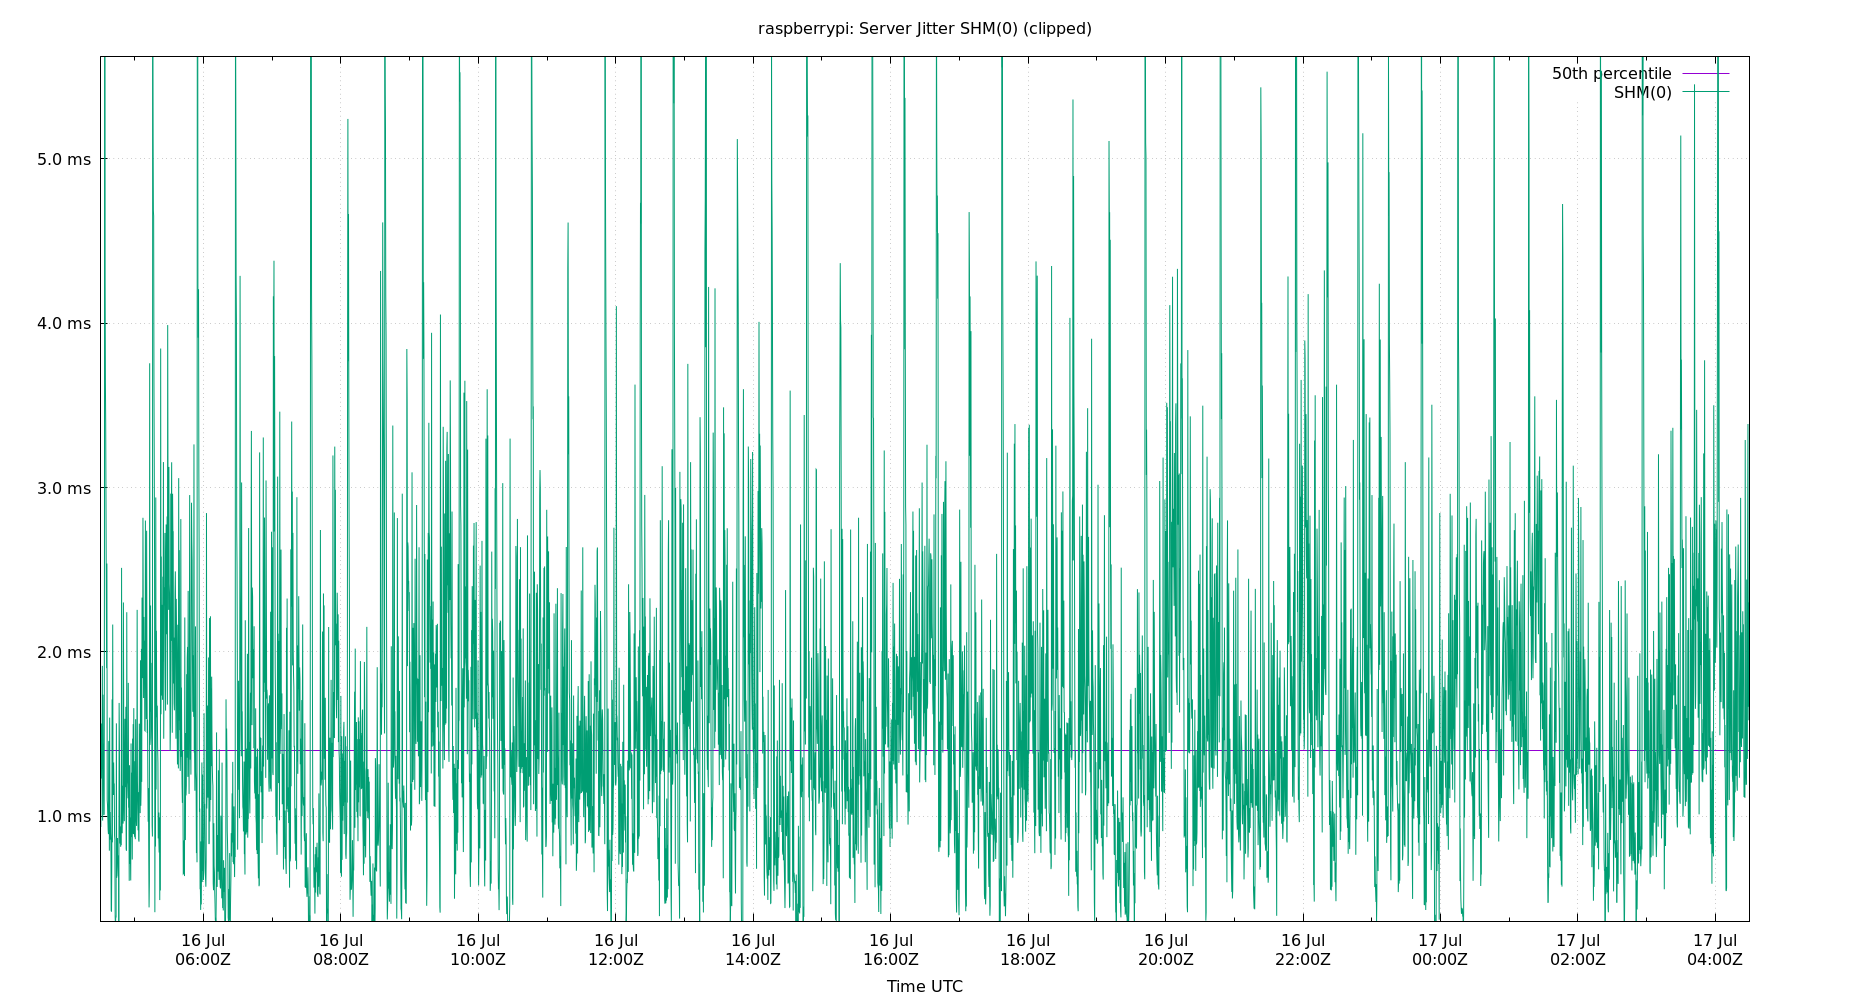 raspberrypi: Server Jitter SHM(0) (clipped)
50th percentile
SHM(0)
5.0 ms
4.0 ms
3.0 ms
2.0 ms
1.0 ms
16 Jul 16 Jul 16 Jul 16 Jul 16 Jul 16 Jul 16 Jul 16 Jul 16 Jul 17 Jul 17 Jul 17 Jul
06:00Z 08:00Z 10:00Z 12:00Z 14:00Z 16:00Z 18:00Z 20:00Z 22:00Z 00:00Z 02:00Z 04:00Z
Time UTC